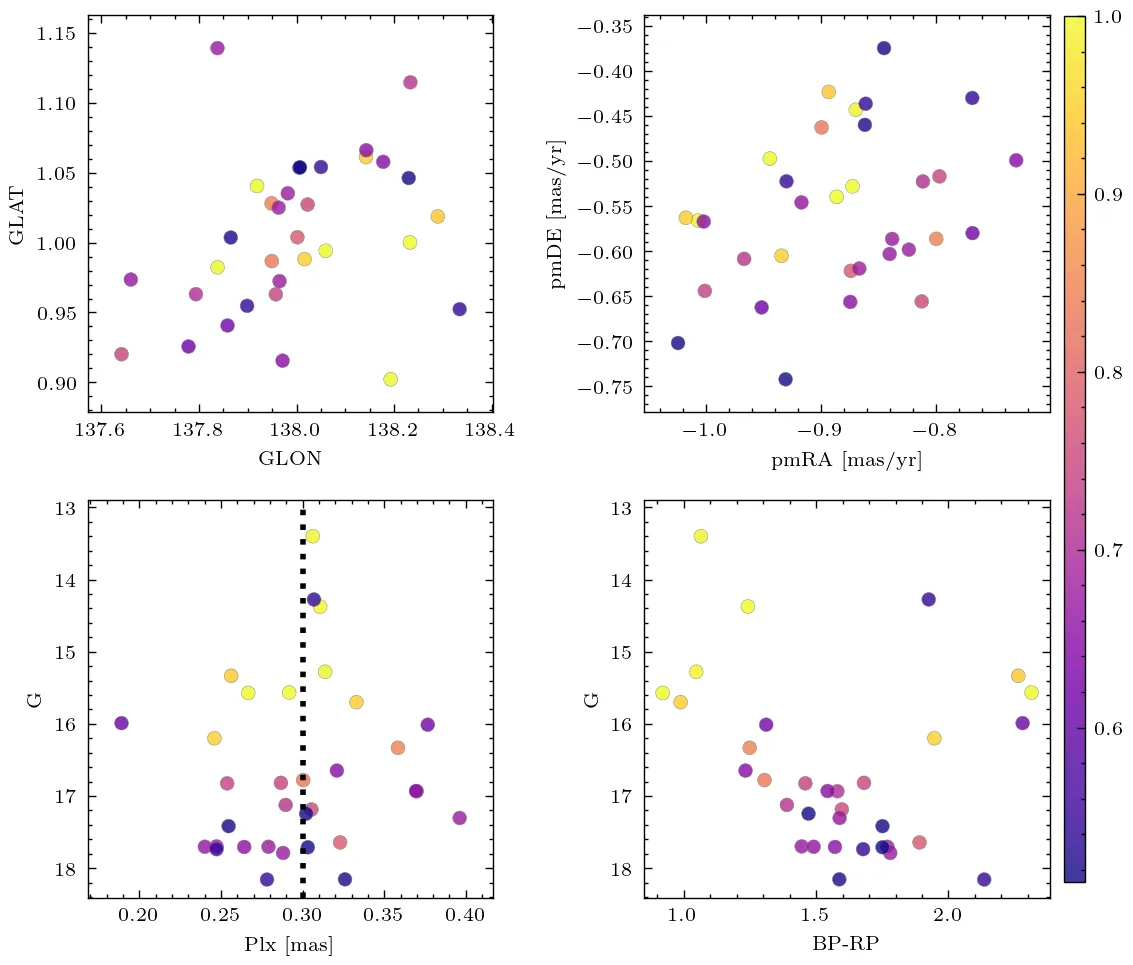 1.15
1.10
1.05
1.00
0.95
0.90
GLAT
137.6 137.8 138.0 138.2 138.4
GLON
−0.35
−0.40
−0.45
−0.50
−0.55
−0.60
−0.65
−0.70
−0.75
pmDE [mas/yr]
−1.0 −0.9 −0.8
pmRA [mas/yr]
1.0
0.9
0.8
0.7
0.6
13
14
15
16
17
18
G
0.20 0.25 0.30 0.35 0.40
Plx [mas]
13
14
15
16
17
18
G
1.0 1.5 2.0
BP-RP